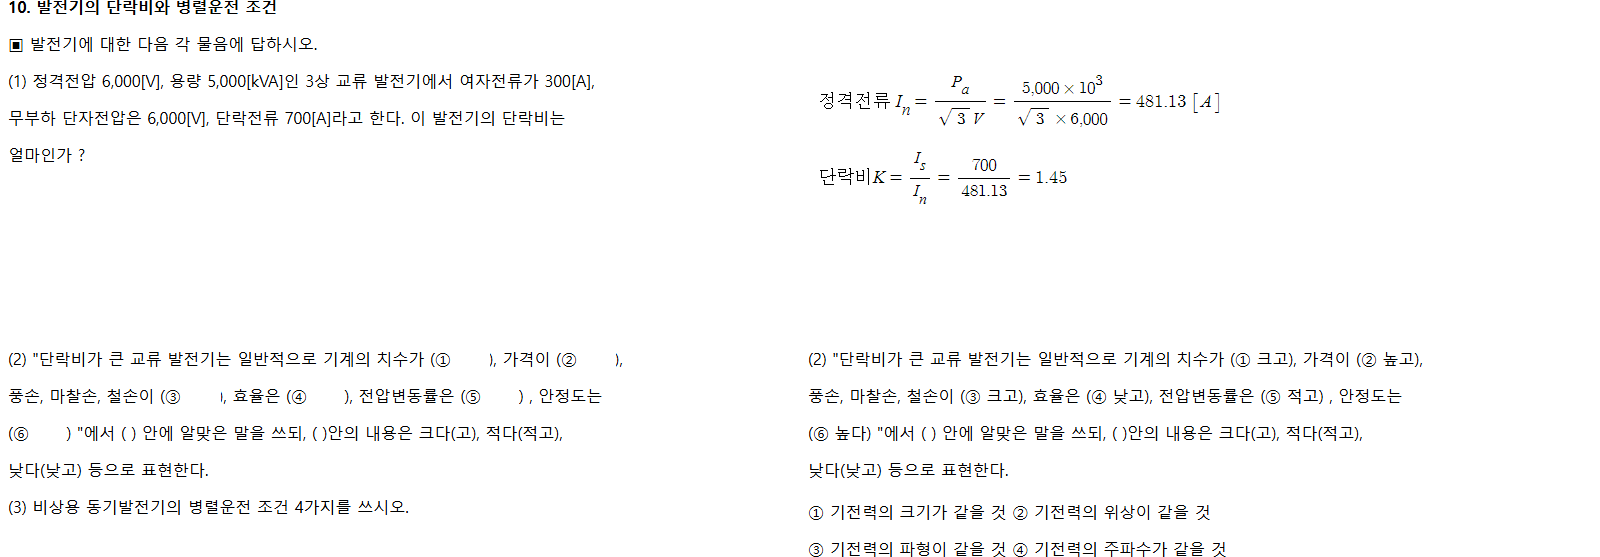 10. 발전기의 단락비와 병렬운전 조건
▣ 발전기에 대한 다음 각 물음에 답하시오.
(1) 정격전압 6,000[V], 용량 5,000[kVA]인 3상 교류 발전기에서 여자전류가 300[A],
무부하 단자전압은 6,000[V], 단락전류 700[A]라고 한다. 이 발전기의 단락비는
얼마인가 ?
정격전류 I_n = P_a / (√3 V) = (5,000 × 10^3) / (√3 × 6,000) = 481.13 [A]
단락비 K = I_s / I_n = 700 / 481.13 = 1.45
(2) "단락비가 큰 교류 발전기는 일반적으로 기계의 치수가 (① ), 가격이 (② ),
풍손, 마찰손, 철손이 (③ ), 효율은 (④ ), 전압변동률은 (⑤ ) , 안정도는
(⑥ ) "에서 ( ) 안에 알맞은 말을 쓰되, ( )안의 내용은 크다(고), 적다(적고),
낮다(낮고) 등으로 표현한다.
(3) 비상용 동기발전기의 병렬운전 조건 4가지를 쓰시오.
(2) "단락비가 큰 교류 발전기는 일반적으로 기계의 치수가 (① 크고), 가격이 (② 높고),
풍손, 마찰손, 철손이 (③ 크고), 효율은 (④ 낮고), 전압변동률은 (⑤ 적고) , 안정도는
(⑥ 높다) "에서 ( ) 안에 알맞은 말을 쓰되, ( )안의 내용은 크다(고), 적다(적고),
낮다(낮고) 등으로 표현한다.
① 기전력의 크기가 같을 것 ② 기전력의 위상이 같을 것
③ 기전력의 파형이 같을 것 ④ 기전력의 주파수가 같을 것